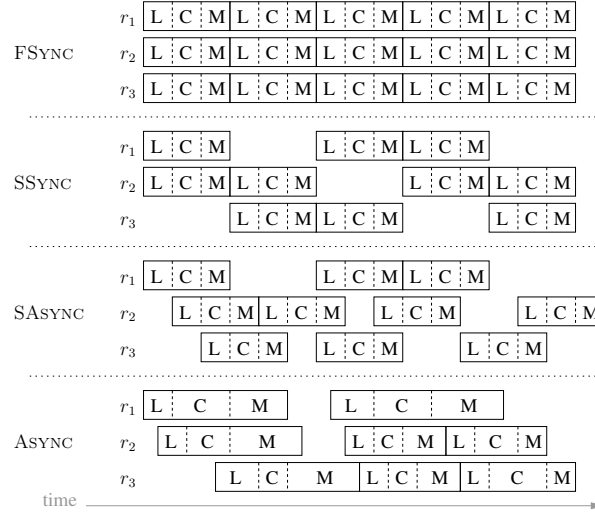 r1 L C M L C M L C M L C M L C M
FSYNC r2 L C M L C M L C M L C M L C M
r3 L C M L C M L C M L C M L C M
r1 L C M L C M L C M
SSYNC r2 L C M L C M L C M L C M
r3 L C M L C M L C M
r1 L C M L C M L C M
SASYNC r2 L C M L C M L C M L C M
r3 L C M L C M L C M
r1 L C M L C M
ASYNC r2 L C M L C M L C M
r3 L C M L C M L C M
time